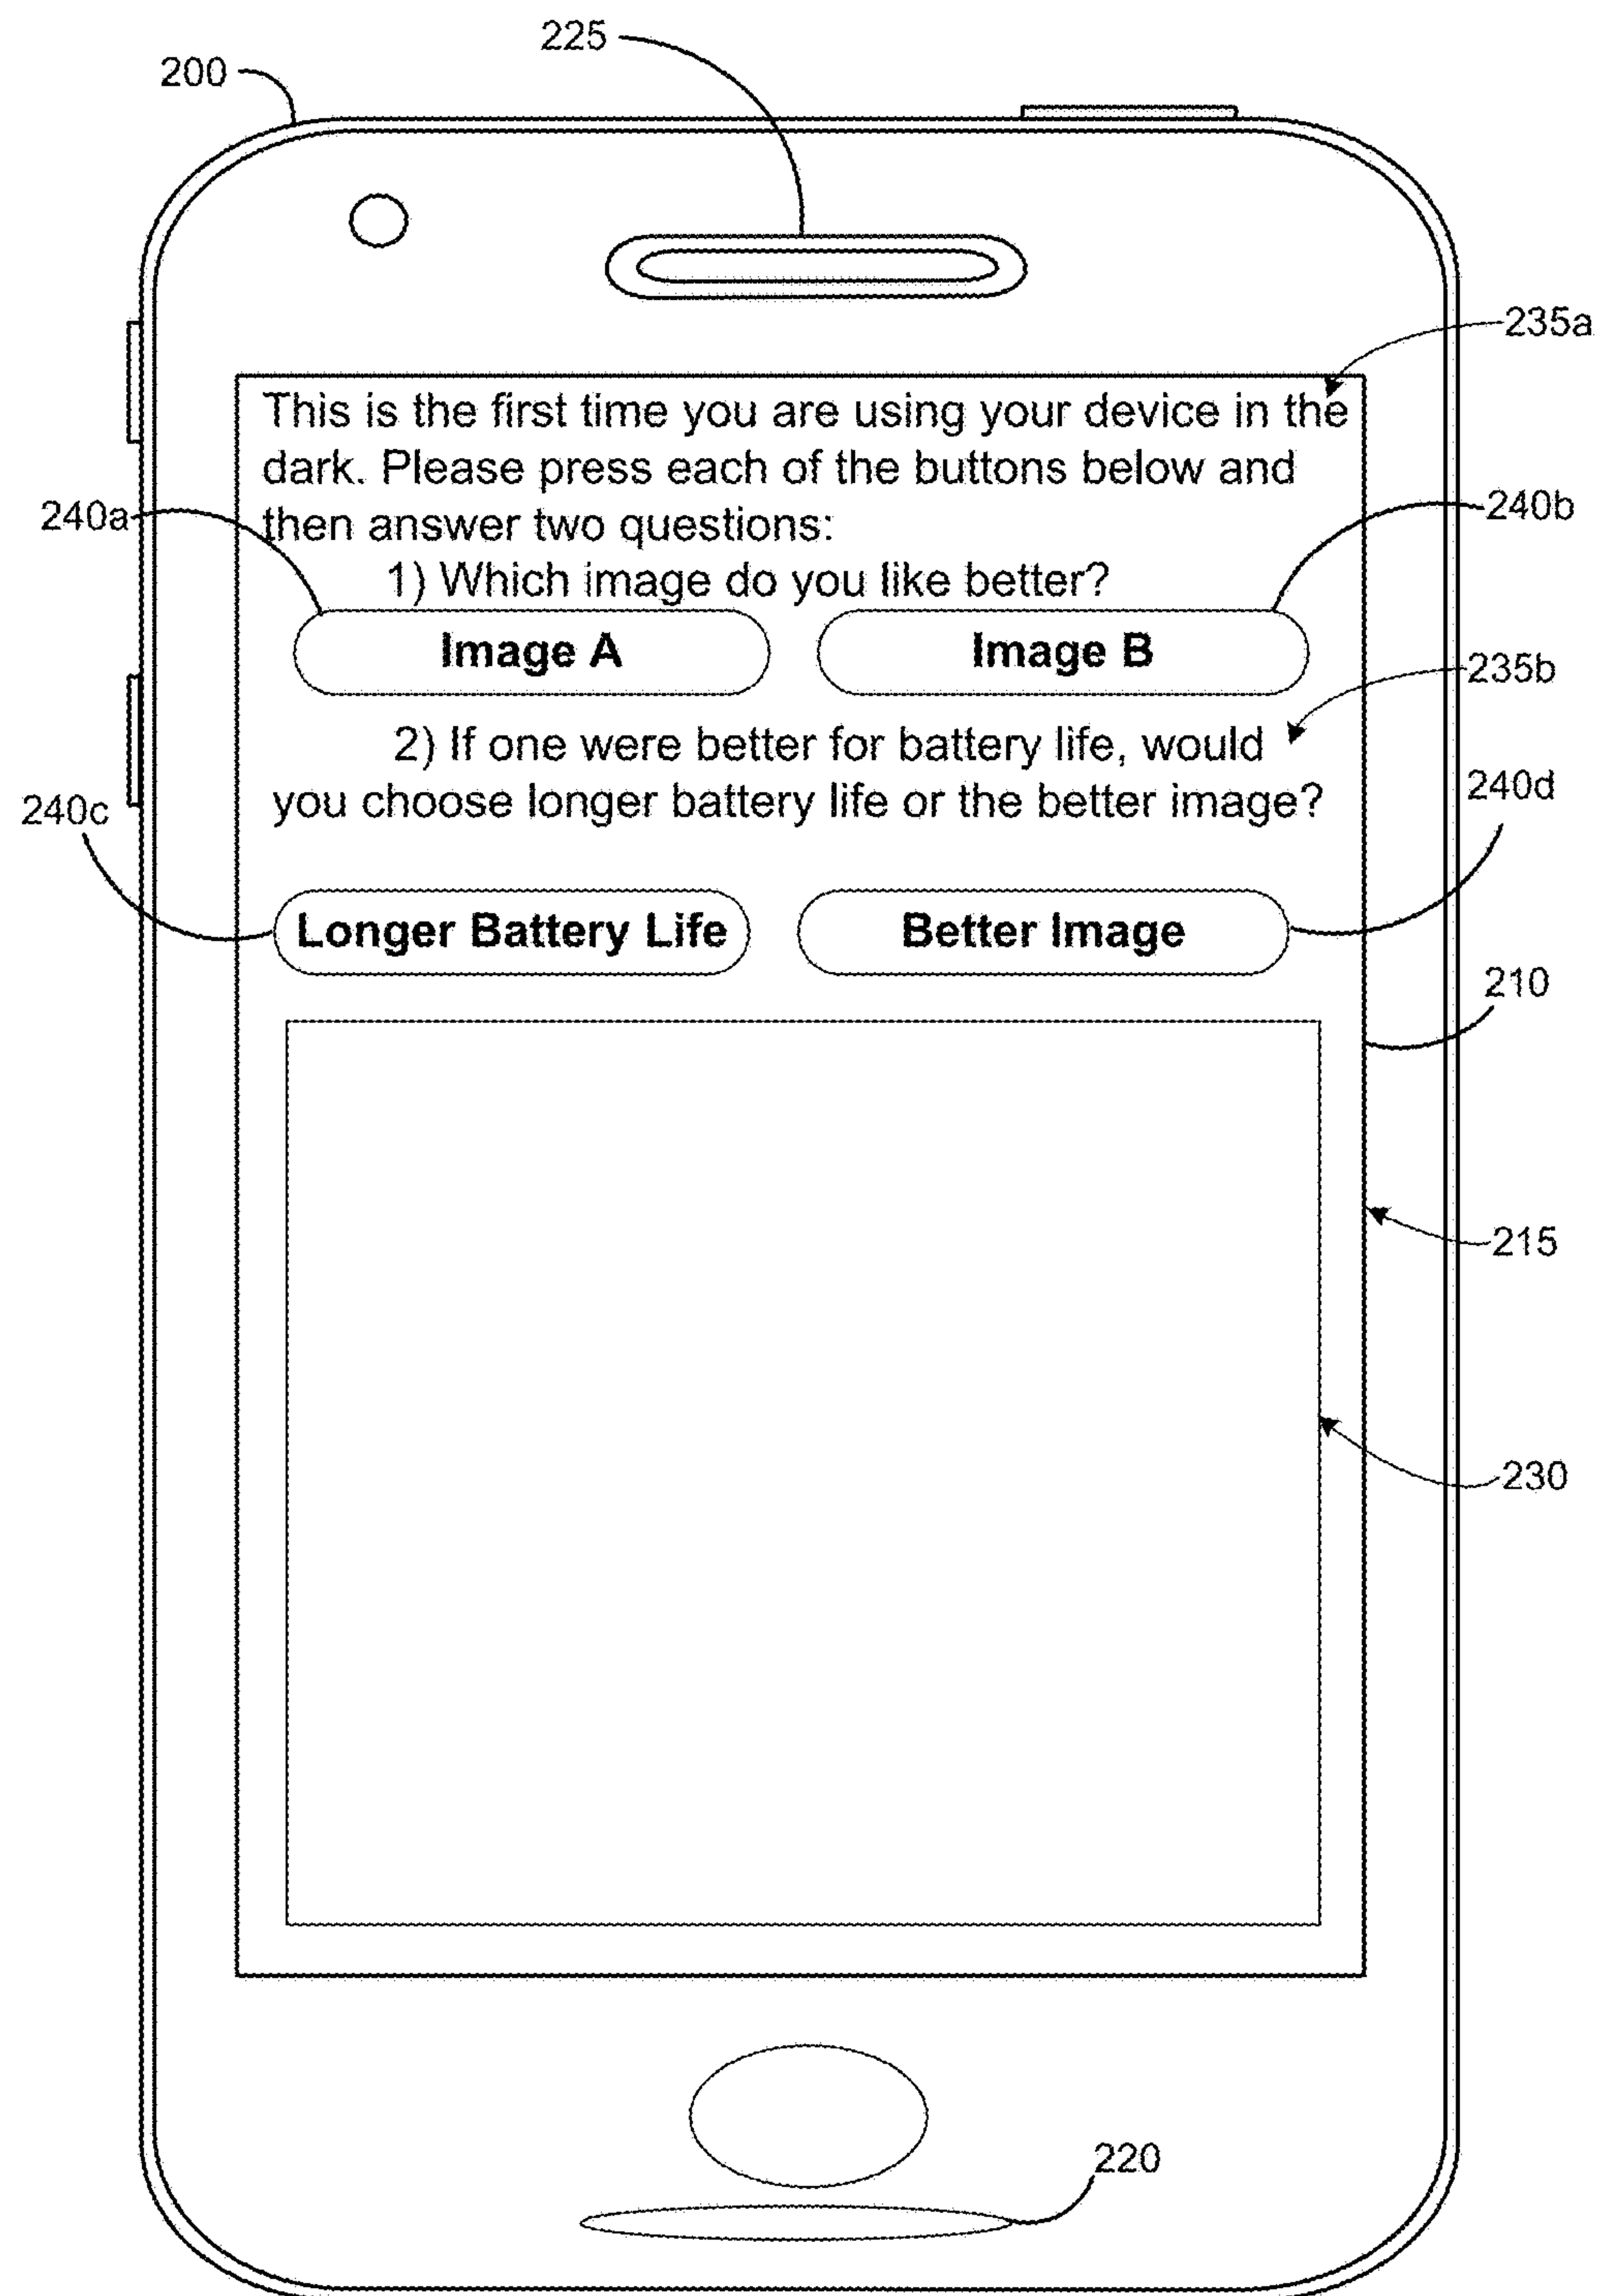 225
200
235a
This is the first time you are using your device in the
dark. Please press each of the buttons below and
240a
240b
then answer two questions:
1) Which image do you like better?
Image A
Image B
235b
2) If one were better for battery life, would
240d
you choose longer battery life or the better image?
240c
Longer Battery Life
Better Image
210
215
230
220